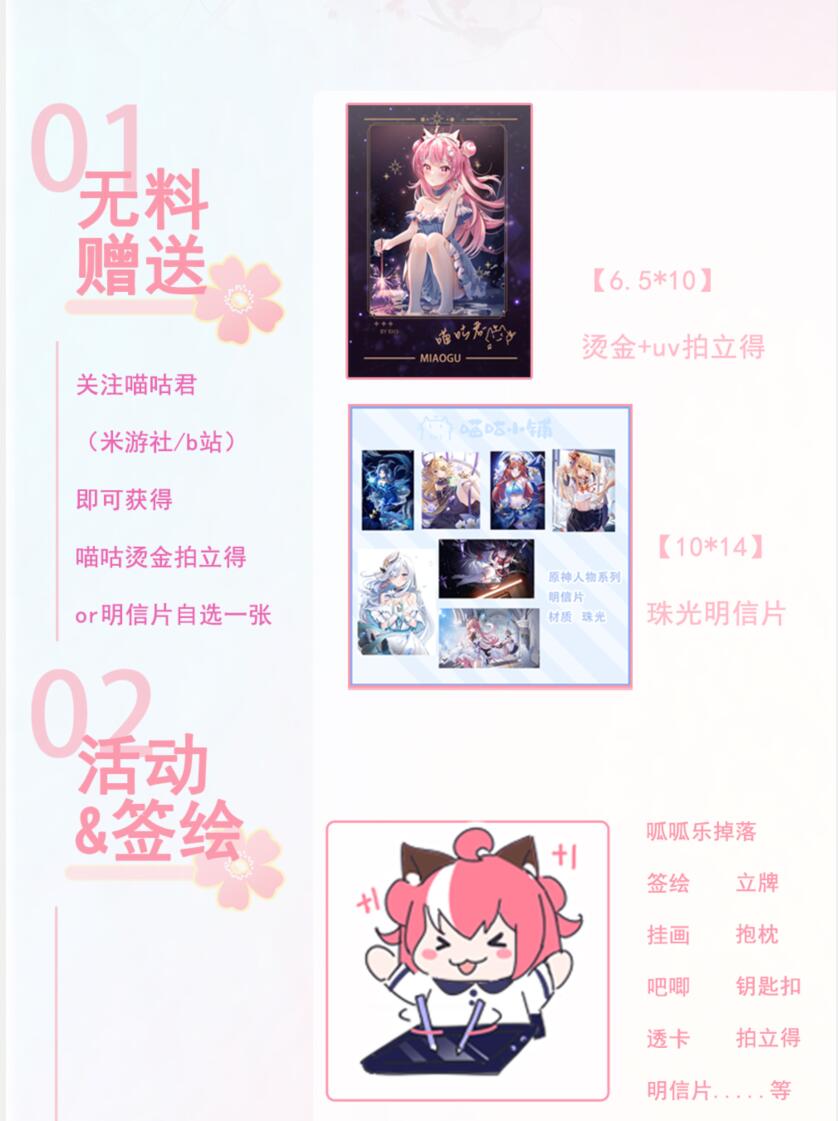 01
无料
赠送
关注喵咕君
（米游社/b站）
即可获得
喵咕烫金拍立得
or明信片自选一张
喵咕君
MIAOGU
【6.5*10】
烫金+uv拍立得
喵咕小铺
原神人物系列
明信片
材质 珠光
【10*14】
珠光明信片
02
活动
&签绘
呱呱乐掉落
签绘 立牌
挂画 抱枕
吧唧 钥匙扣
透卡 拍立得
明信片.....等